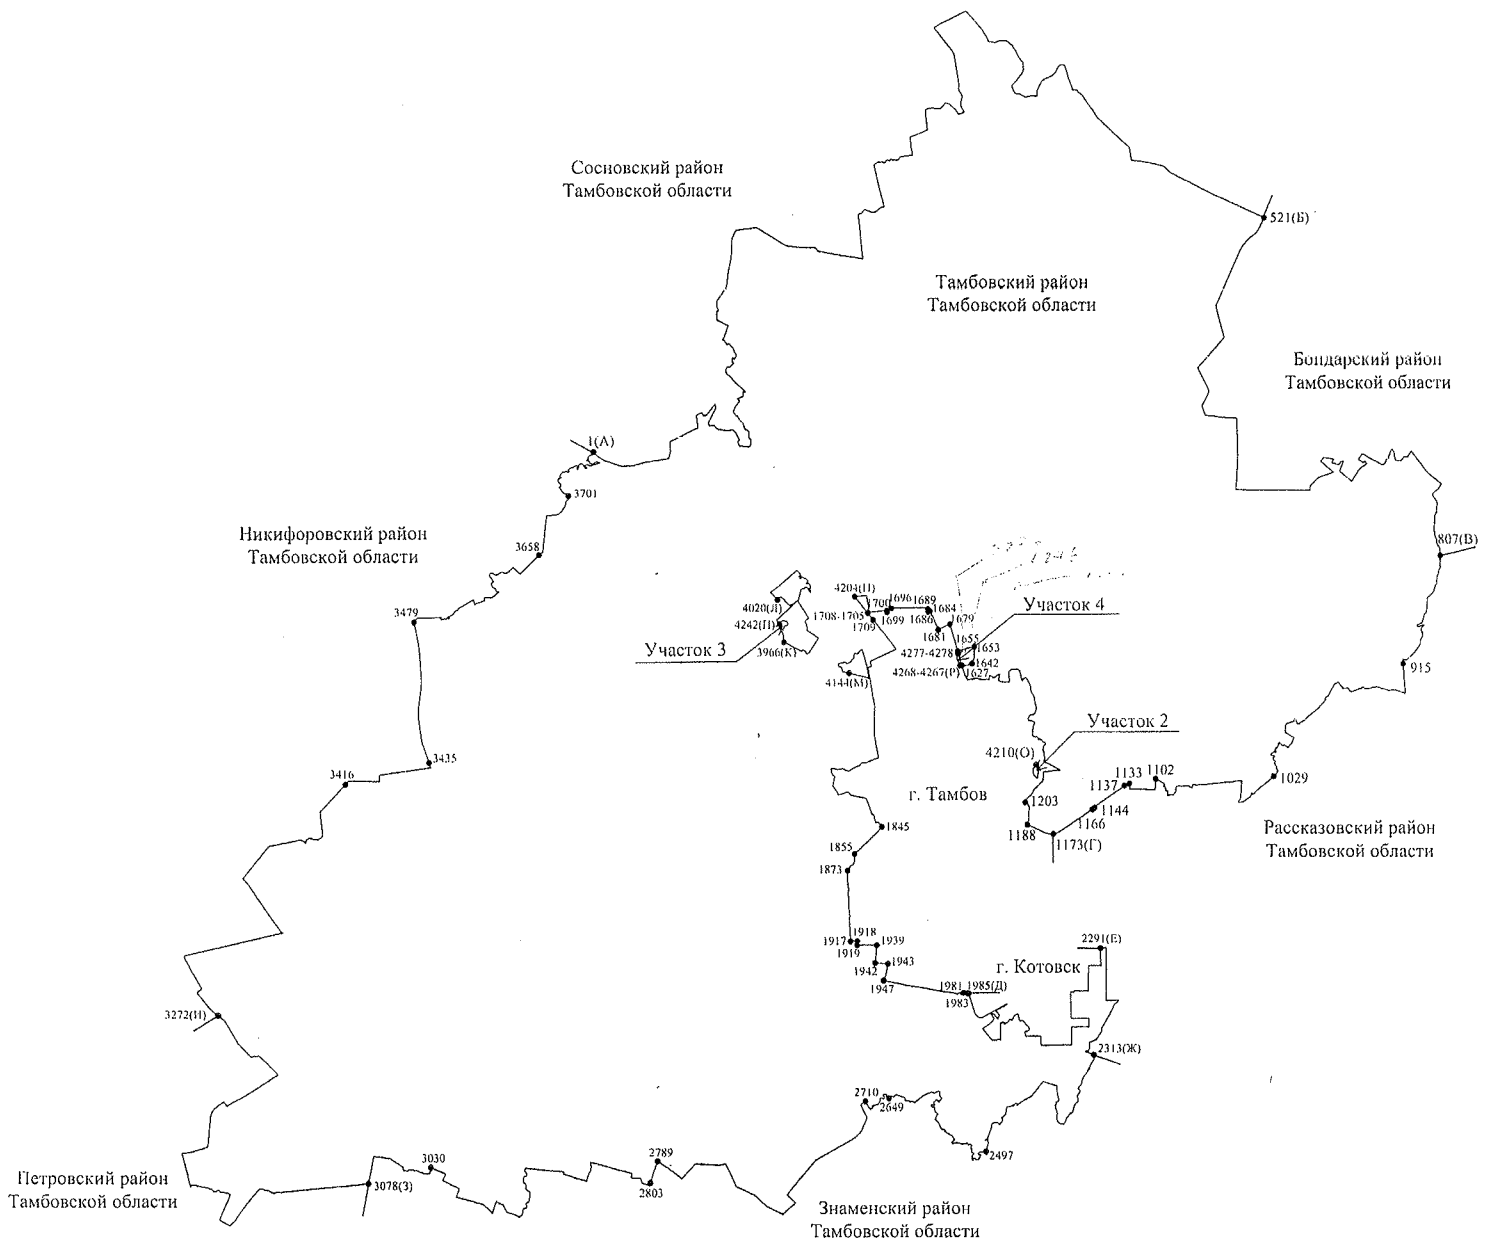 Сосновский район
Тамбовской области
521(Б)
Тамбовский район
Тамбовской области
Бондарский район
Тамбовской области
1(А)
3701
Никифоровский район
Тамбовской области
3658
807(В)
3479
4020(Л)
4242(Н)
3966(К)
Участок 3
4204(П)
1700
1696
1689
1684
1708-1705
1699
1686
1709
1681
1679
Участок 4
1655
1653
4277-4278
1642
4268-4267(Р)
1627
4144(М)
915
Участок 2
4210(О)
3435
3416
1133
1102
1137
1029
г. Тамбов
1203
1144
1166
1188
1173(Г)
Рассказовский район
Тамбовской области
1845
1855
1873
1917
1918
1919
1939
1942
1943
1947
г. Котовск
2291(Е)
1981
1985(Д)
1983
3272(И)
2313(Ж)
2710
2649
2497
Петровский район
Тамбовской области
3078(З)
3030
2789
2803
Знаменский район
Тамбовской области